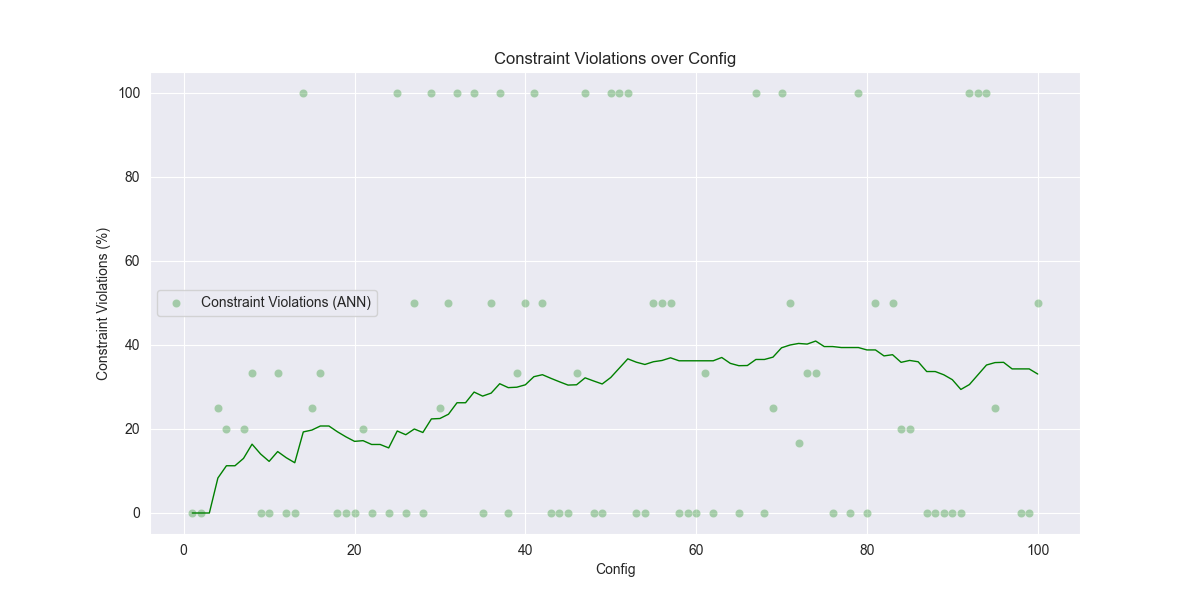 Constraint Violations over Config
Constraint Violations (%)
100
80
60
40
20
0
Constraint Violations (ANN)
0 20 40 60 80 100
Config